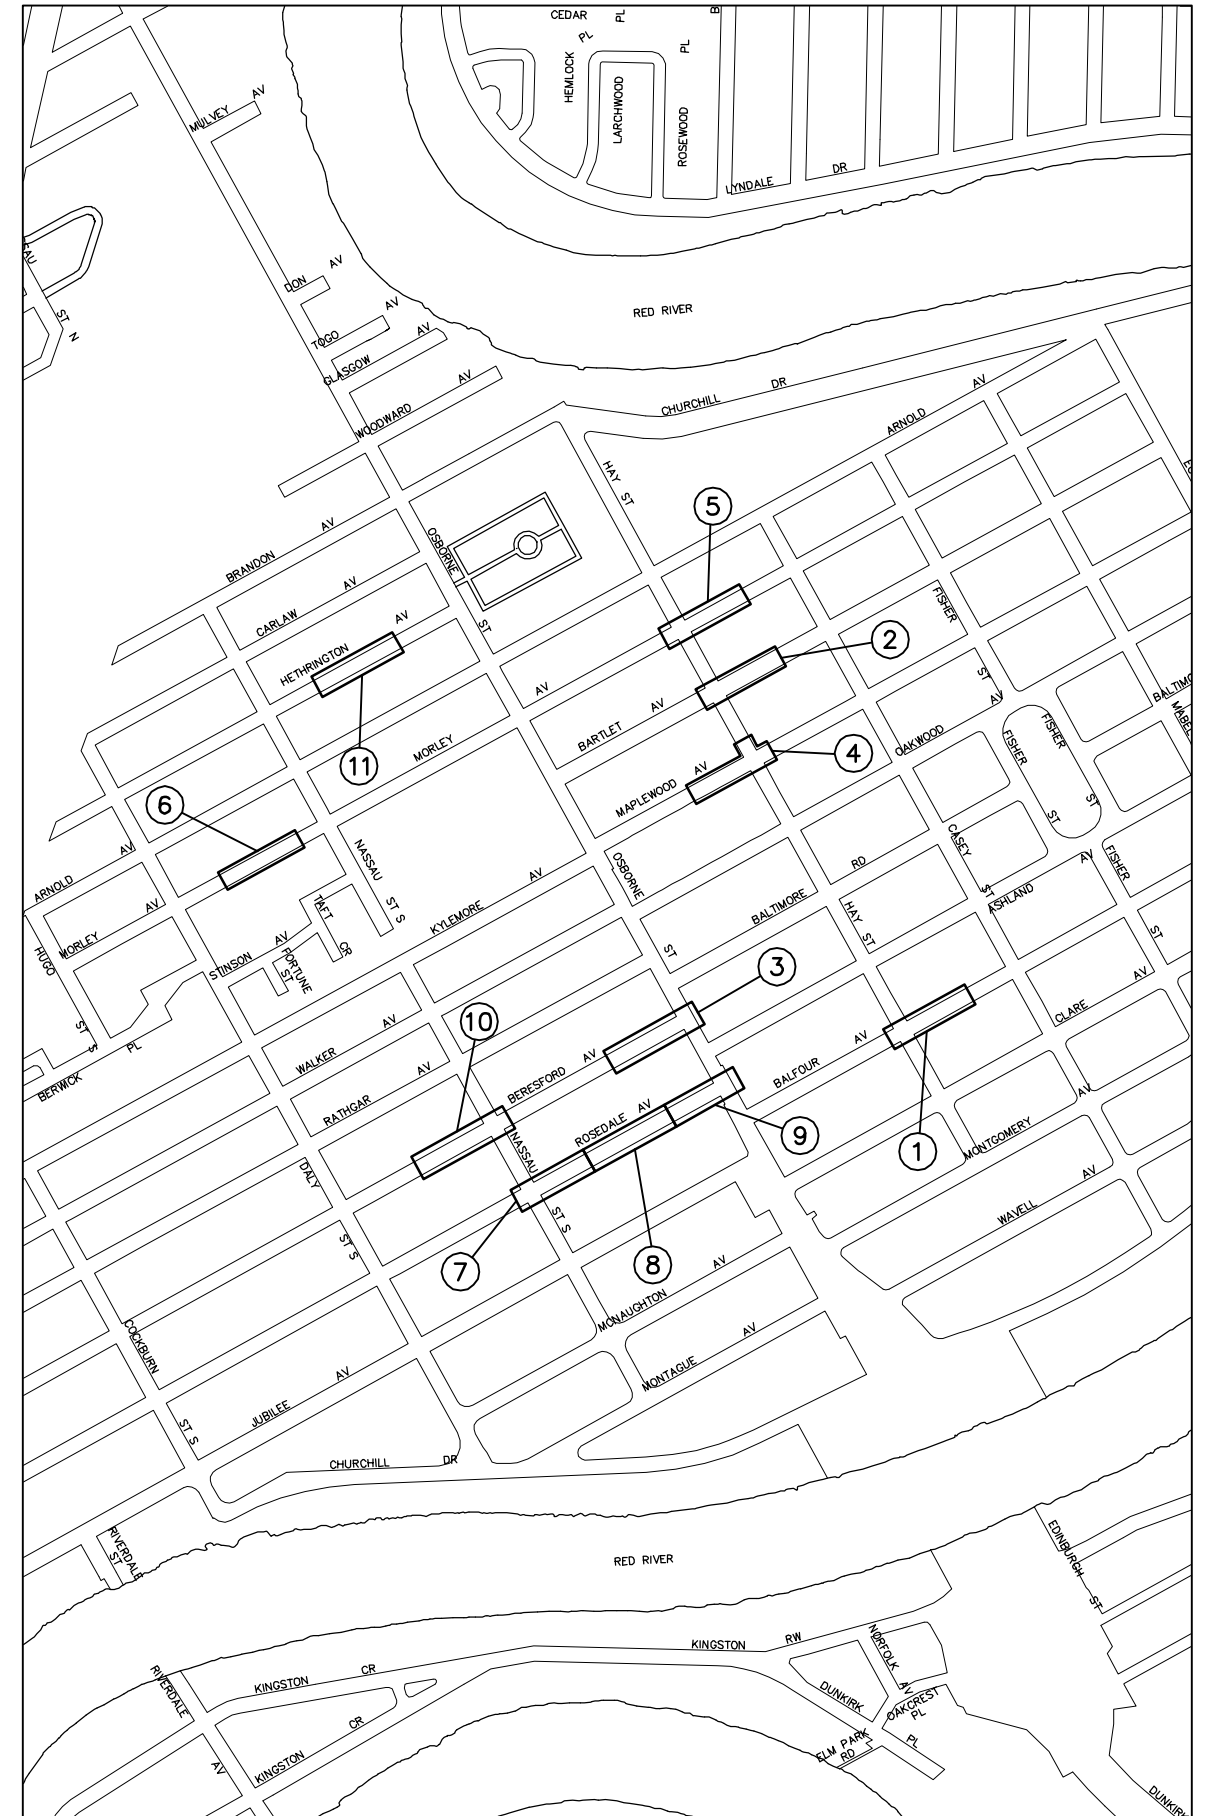 CEDAR PL
B
PL
HEMLOCK
PL
LARCHWOOD
ROSEWOOD
MULVEY AV
LYNDALE DR
ST N
DON AV
TOGO AV
GLASGOW AV
WOODWARD AV
RED RIVER
CHURCHILL DR
ARNOLD AV
HAY ST
BRANDON AV
OSBORNE ST
CARLAW AV
HETHRINGTON AV
5
2
FISHER ST
11
MORLEY AV
BARTLET AV
MAPLEWOOD AV
4
OAKWOOD AV
FISHER ST
FISHER ST
MABEL
6
ARNOLD AV
MORLEY AV
HUGO ST S
NASSAU ST S
TAFT CR
STINSON AV
FORTUNE ST
KYLEMORE AV
OSBORNE ST
BALTIMORE RD
HAY ST
CASEY ST
ASHLAND AV
FISHER ST
BERWICK PL
WALKER AV
RATHGAR AV
10
BERESFORD AV
3
BALFOUR AV
CLARE AV
1
MONTGOMERY AV
WAVELL AV
ROSEDALE AV
9
8
7
NASSAU ST S
DALY ST S
COCKBURN ST S
JUBILEE AV
MCNAUGHTON AV
MONTAGUE AV
CHURCHILL DR
RIVERDALE ST
RED RIVER
EDINBURGH ST
KINGSTON RW
KINGSTON CR
KINGSTON CR
RIVERDALE AV
NORFOLK AV
DUNKIRK PL
OAKCREST PL
ELM PARK RD